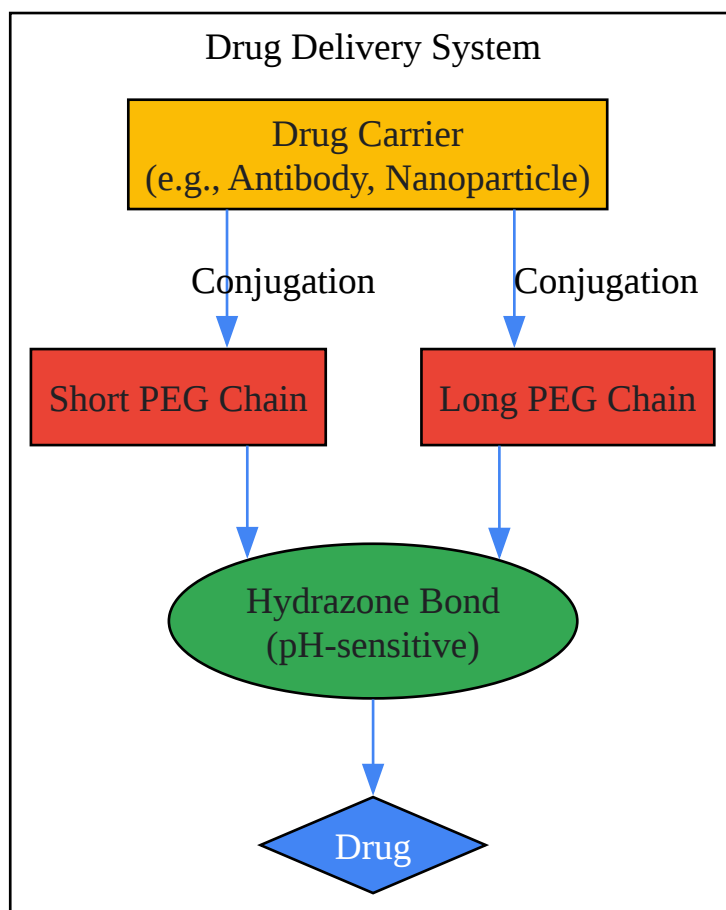 Drug Delivery System
Drug Carrier
(e.g., Antibody, Nanoparticle)
Conjugation
Conjugation
Short PEG Chain
Long PEG Chain
Hydrazone Bond
(pH-sensitive)
Drug